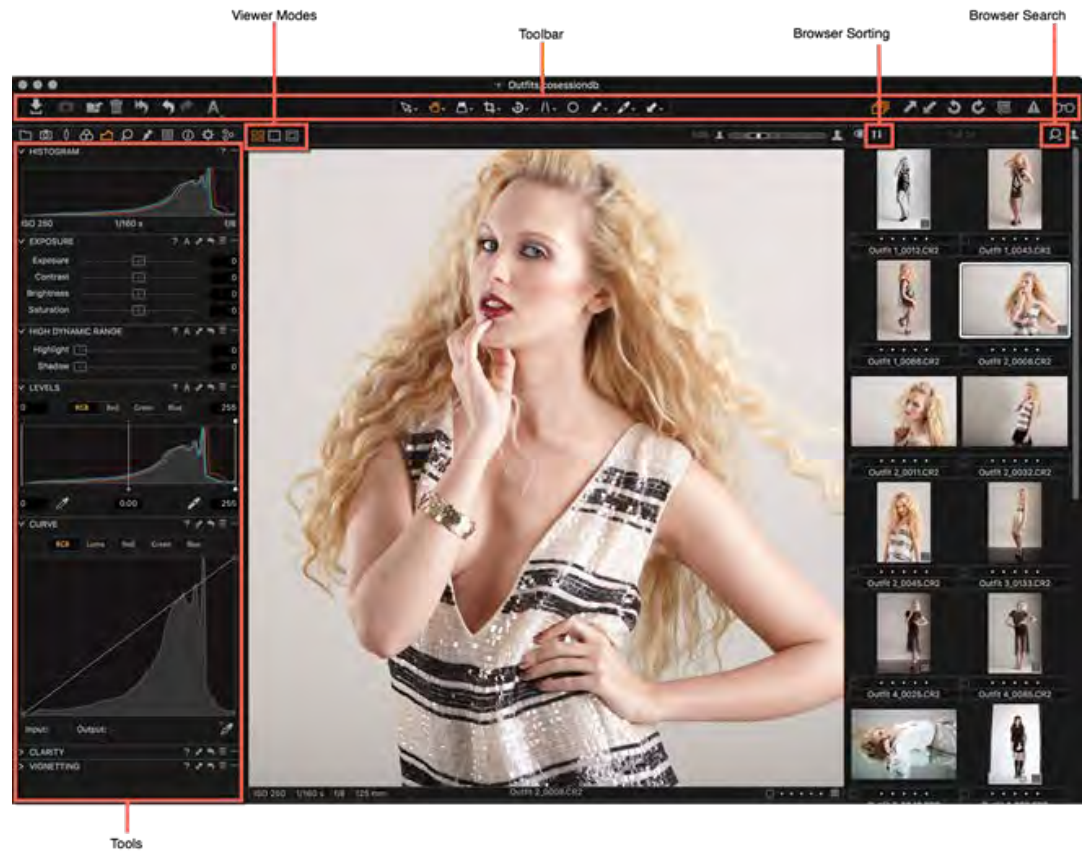 Viewer Modes
Toolbar
Browser Sorting
Browser Search
Outfits.cosessiondb
HISTOGRAM ?
ISO 250 1/160 s f/8
EXPOSURE ? A
Exposure 0
Contrast 0
Brightness 0
Saturation 0
HIGH DYNAMIC RANGE ? A
Highlight 0
Shadow 0
LEVELS ? A
0 RGB Red Green Blue 255
0 0.00 255
CURVE ?
RGB Luma Red Green Blue
Input: Output:
CLARITY ?
VIGNETTING ?
ISO 250 1/160 s f/8 125 mm
Outfit 2_0008.CR2
Outfit 1_0012.CR2
Outfit 1_0043.CR2
Outfit 2_0008.CR2
Outfit 2_0011.CR2
Outfit 2_0032.CR2
Outfit 2_0045.CR2
Outfit 3_0133.CR2
Outfit 4_0026.CR2
Outfit 4_0085.CR2
Tools